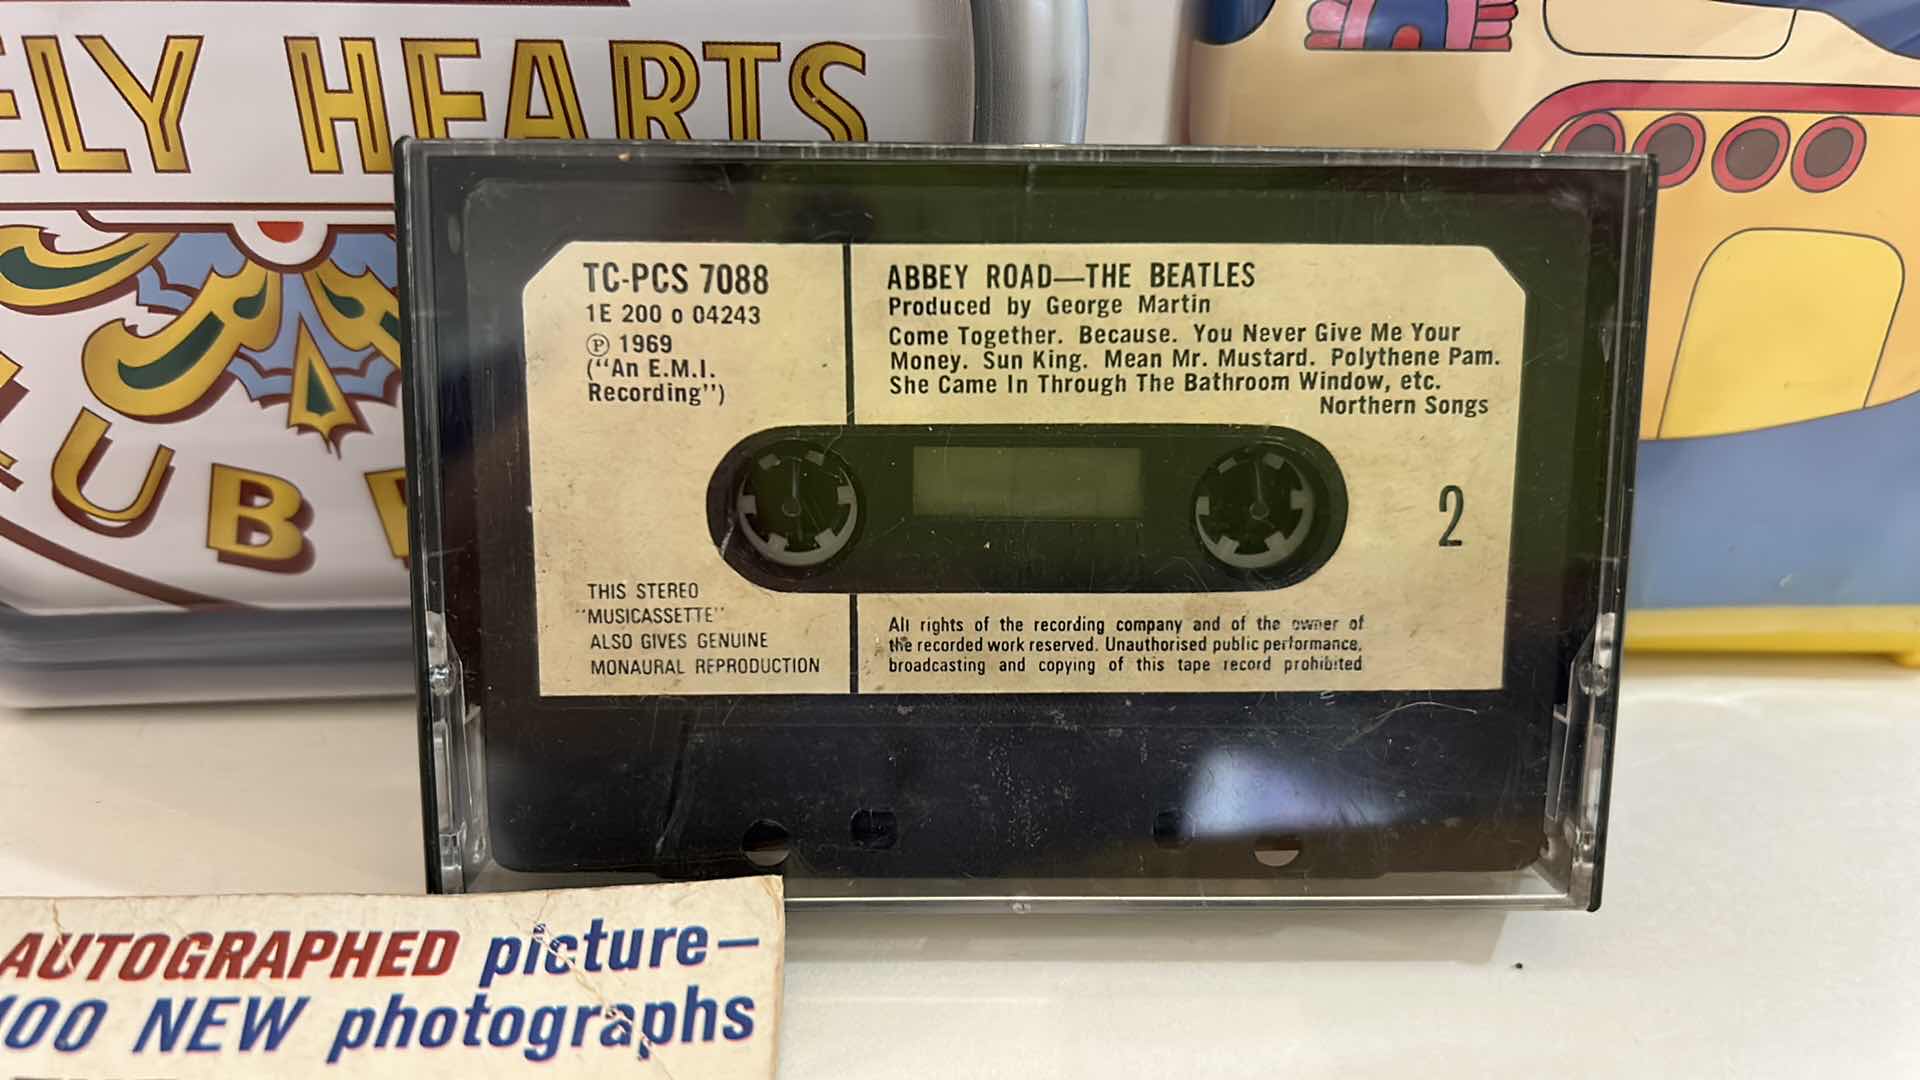 ELY HEARTS
LUB B
TC-PCS 7088
1E 200 o 04243
Ⓟ 1969
("An E.M.I.
Recording")
ABBEY ROAD—THE BEATLES
Produced by George Martin
Come Together. Because. You Never Give Me Your
Money. Sun King. Mean Mr. Mustard. Polythene Pam.
She Came In Through The Bathroom Window, etc.
Northern Songs
2
THIS STEREO
"MUSICASSETTE"
ALSO GIVES GENUINE
MONAURAL REPRODUCTION
All rights of the recording company and of the owner of
the recorded work reserved. Unauthorised public performance,
broadcasting and copying of this tape record prohibited
AUTOGRAPHED picture—
100 NEW photographs